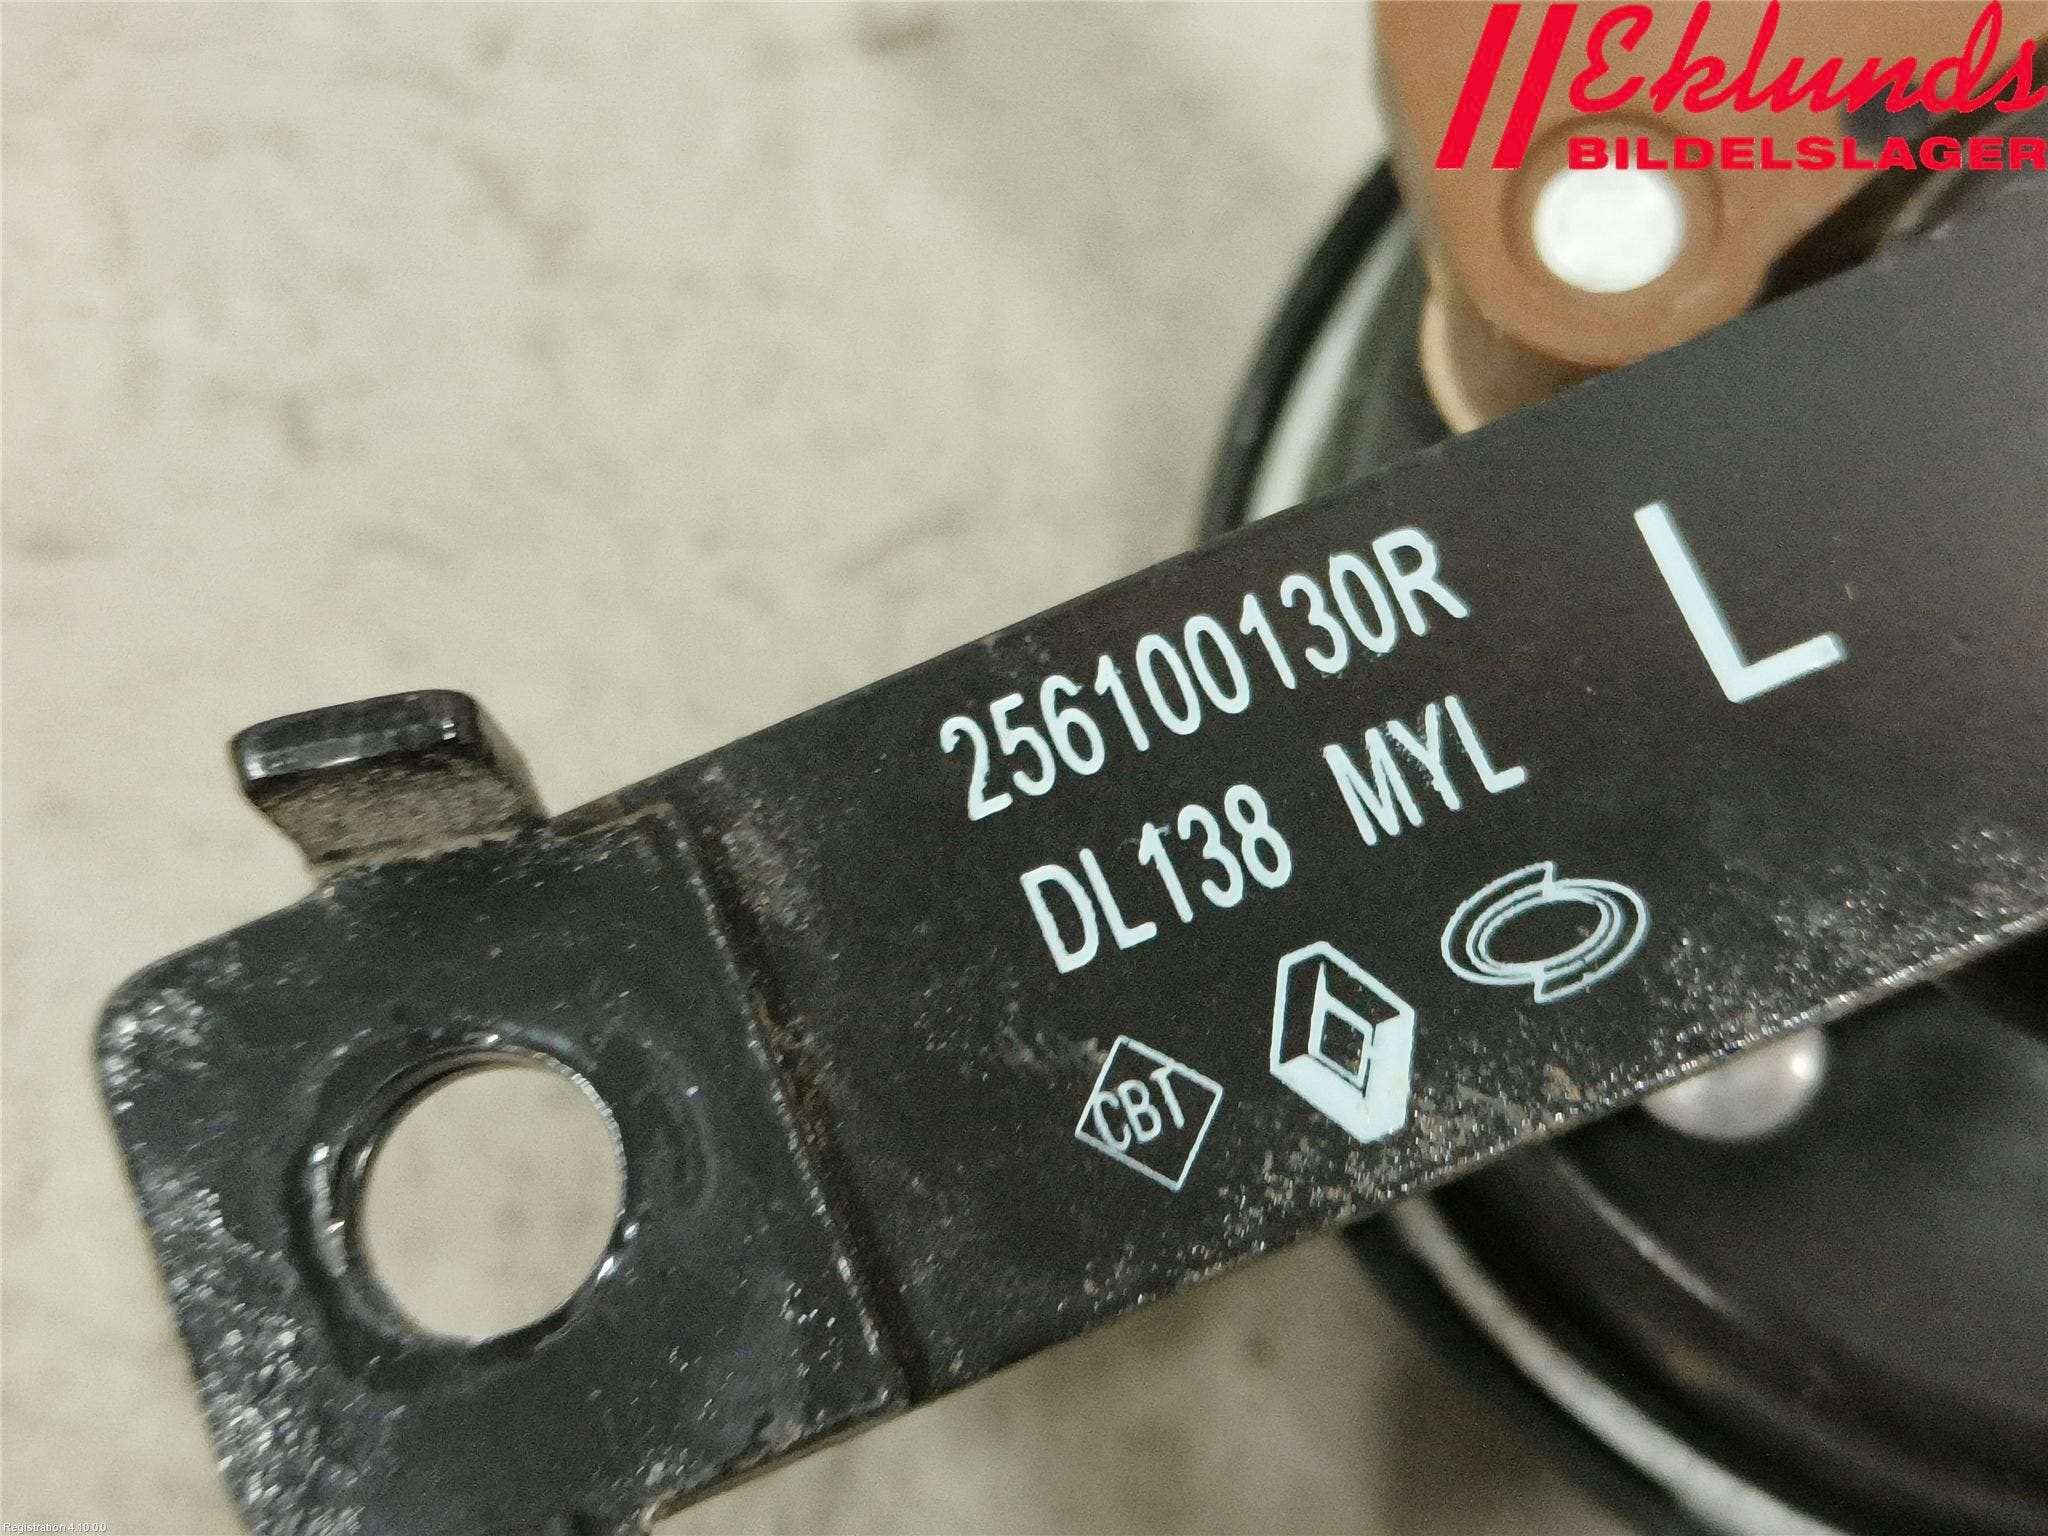 Eklunds
BILDELSLAGER
256100130R
L
DL138 MYL
CBT
Registration 4.10.0.0